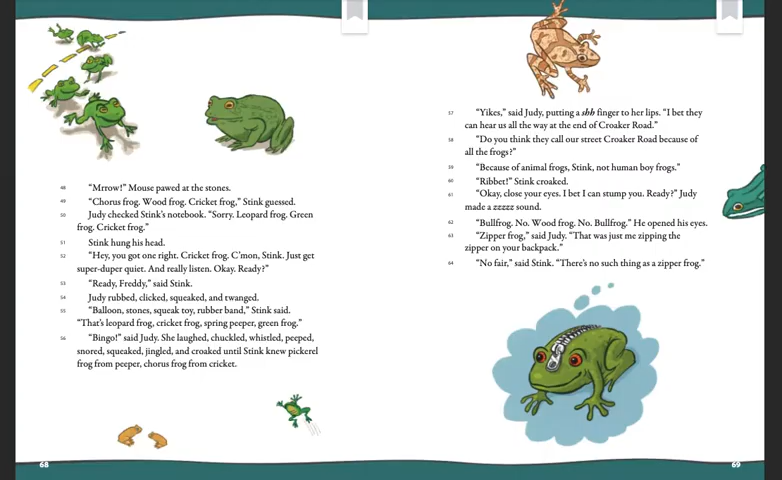 48 “Mrrow!” Mouse pawed at the stones.
49 “Chorus frog. Wood frog. Cricket frog,” Stink guessed.
50 Judy checked Stink’s notebook. “Sorry. Leopard frog. Green
frog. Cricket frog.”
51 Stink hung his head.
52 “Hey, you got one right. Cricket frog. C’mon, Stink. Just get
super-duper quiet. And really listen. Okay. Ready?”
53 “Ready, Freddy,” said Stink.
54 Judy rubbed, clicked, squeaked, and twanged.
55 “Balloon, stones, squeak toy, rubber band,” Stink said.
“That’s leopard frog, cricket frog, spring peeper, green frog.”
56 “Bingo!” said Judy. She laughed, chuckled, whistled, peeped,
snored, squeaked, jingled, and croaked until Stink knew pickerel
frog from peeper, chorus frog from cricket.
68
57 “Yikes,” said Judy, putting a shh finger to her lips. “I bet they
can hear us all the way at the end of Croaker Road.”
58 “Do you think they call our street Croaker Road because of
all the frogs?”
59 “Because of animal frogs, Stink, not human boy frogs.”
60 “Ribbet!” Stink croaked.
61 “Okay, close your eyes. I bet I can stump you. Ready?” Judy
made a zzzzz sound.
62 “Bullfrog. No. Wood frog. No. Bullfrog.” He opened his eyes.
63 “Zipper frog,” said Judy. “That was just me zipping the
zipper on your backpack.”
64 “No fair,” said Stink. “There’s no such thing as a zipper frog.”
69